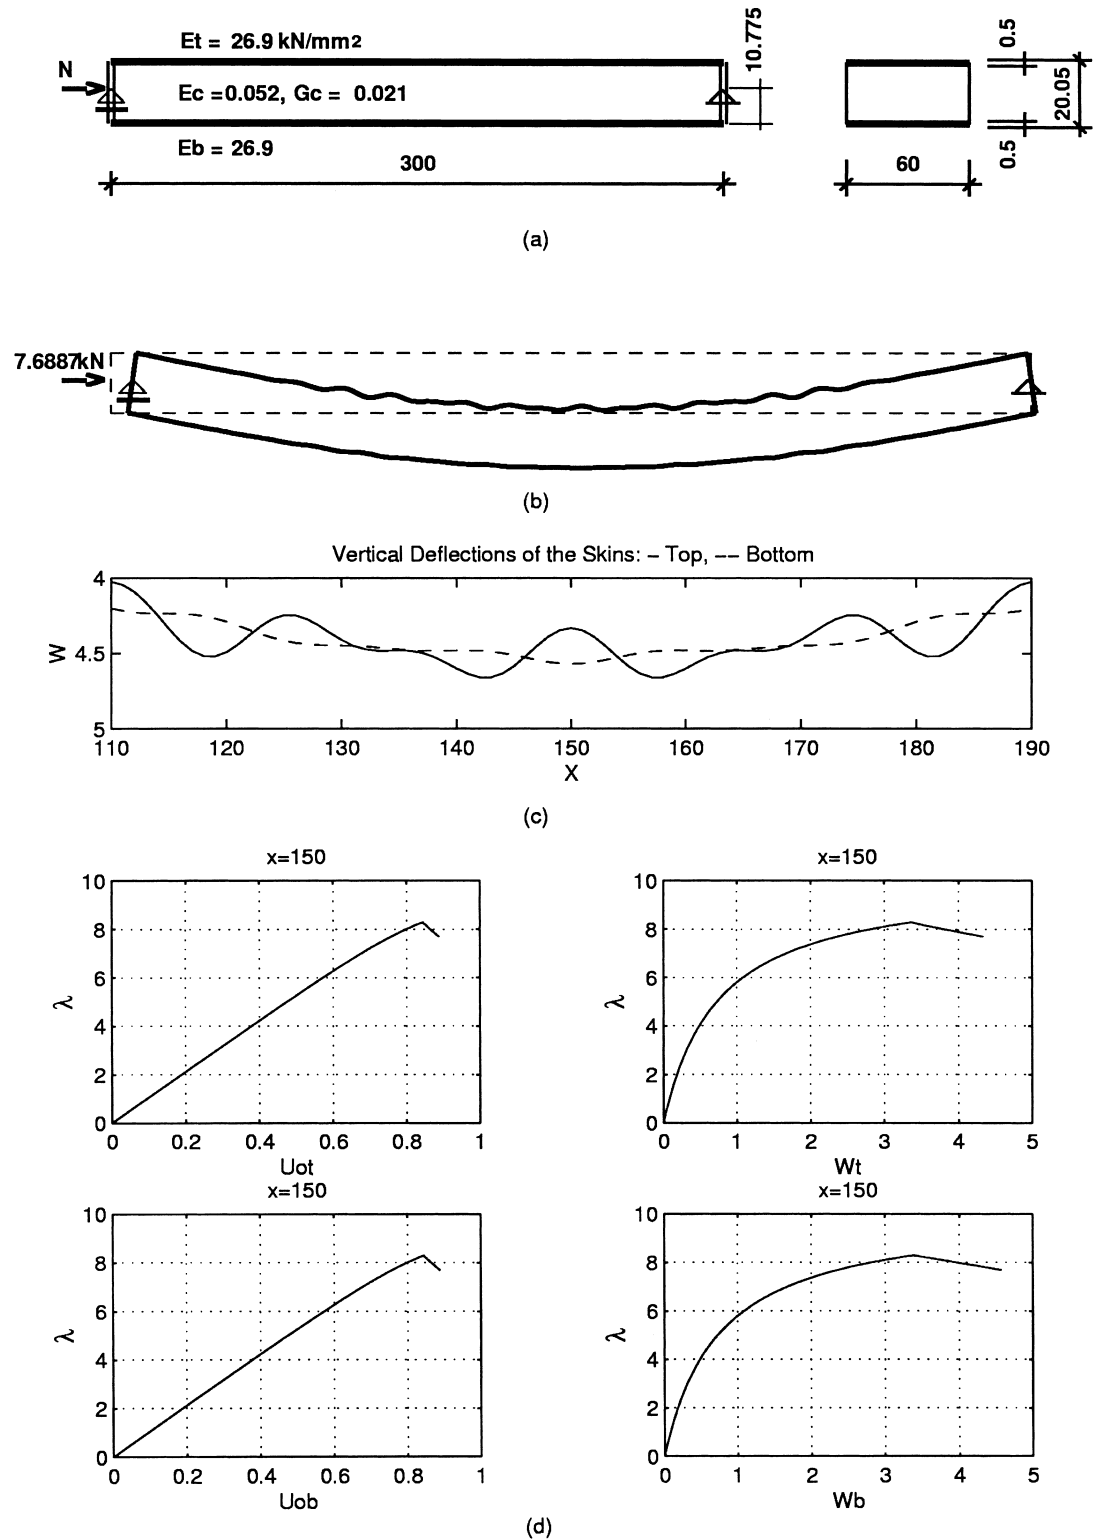 Et = 26.9 kN/mm2
N
Ec =0.052, Gc = 0.021
Eb = 26.9
300
10.775
60
0.5
20.05
0.5
(a)
7.6887kN
(b)
Vertical Deflections of the Skins: – Top, –– Bottom
4
4.5
5
W
110 120 130 140 150 160 170 180 190
X
(c)
x=150
10
8
6
4
2
0
λ
0 0.2 0.4 0.6 0.8 1
Uot
x=150
10
8
6
4
2
0
λ
0 1 2 3 4 5
Wt
x=150
10
8
6
4
2
0
λ
0 0.2 0.4 0.6 0.8 1
Uob
x=150
10
8
6
4
2
0
λ
0 1 2 3 4 5
Wb
(d)